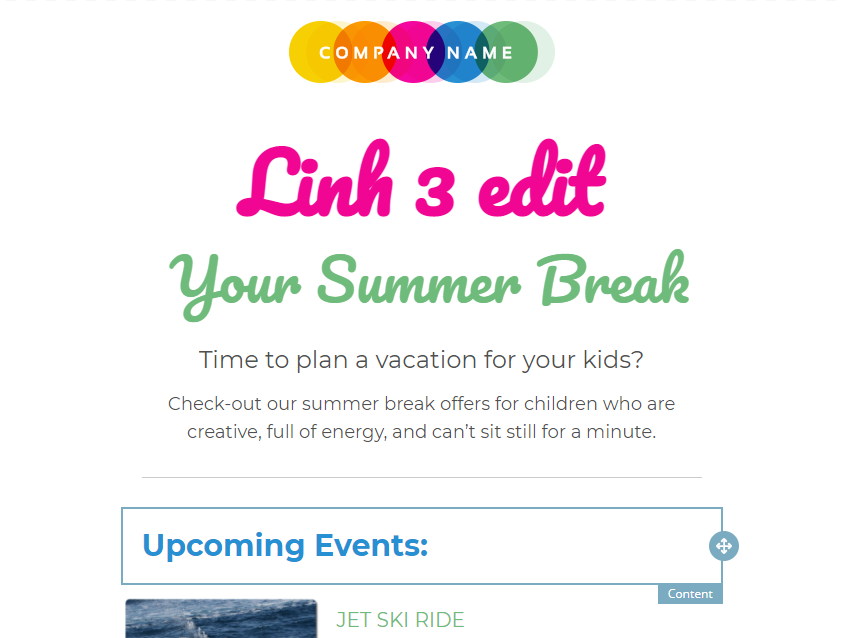 COMPANY NAME
Linh 3 edit
Your Summer Break
Time to plan a vacation for your kids?
Check-out our summer break offers for children who are
creative, full of energy, and can’t sit still for a minute.
Upcoming Events:
Content
JET SKI RIDE